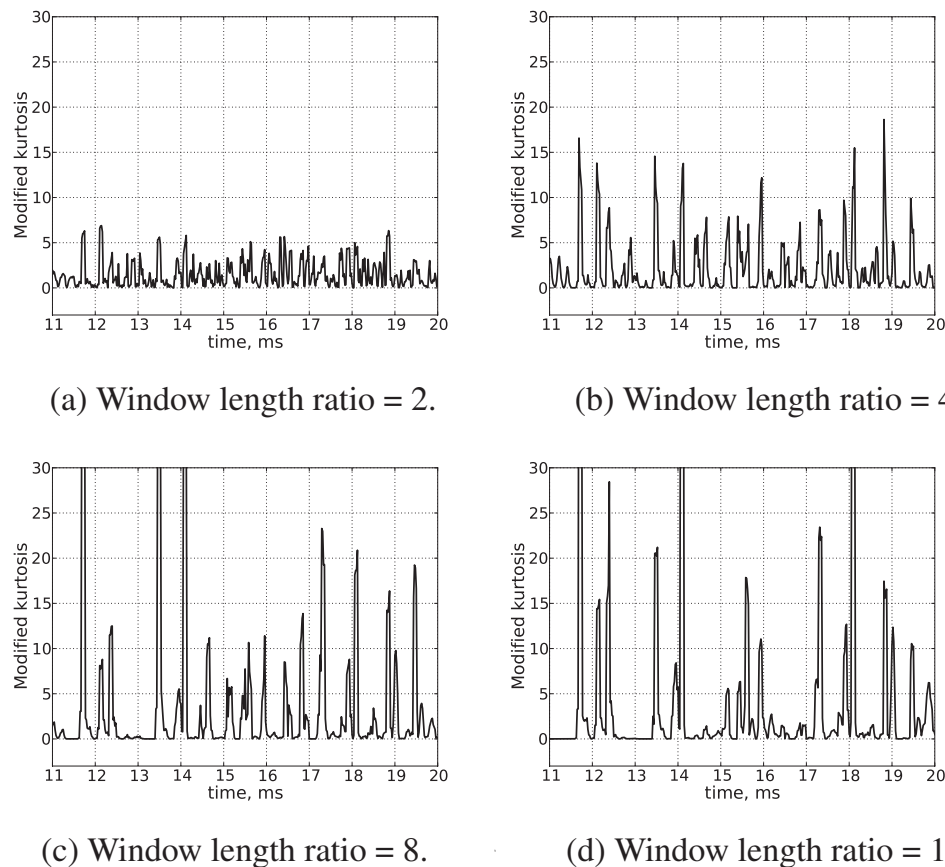 30
25
20
15
10
5
0
Modified kurtosis
11 12 13 14 15 16 17 18 19 20
time, ms
30
25
20
15
10
5
0
Modified kurtosis
11 12 13 14 15 16 17 18 19 20
time, ms
(a) Window length ratio = 2.
(b) Window length ratio = 4
30
25
20
15
10
5
0
Modified kurtosis
11 12 13 14 15 16 17 18 19 20
time, ms
30
25
20
15
10
5
0
Modified kurtosis
11 12 13 14 15 16 17 18 19 20
time, ms
(c) Window length ratio = 8.
(d) Window length ratio = 1